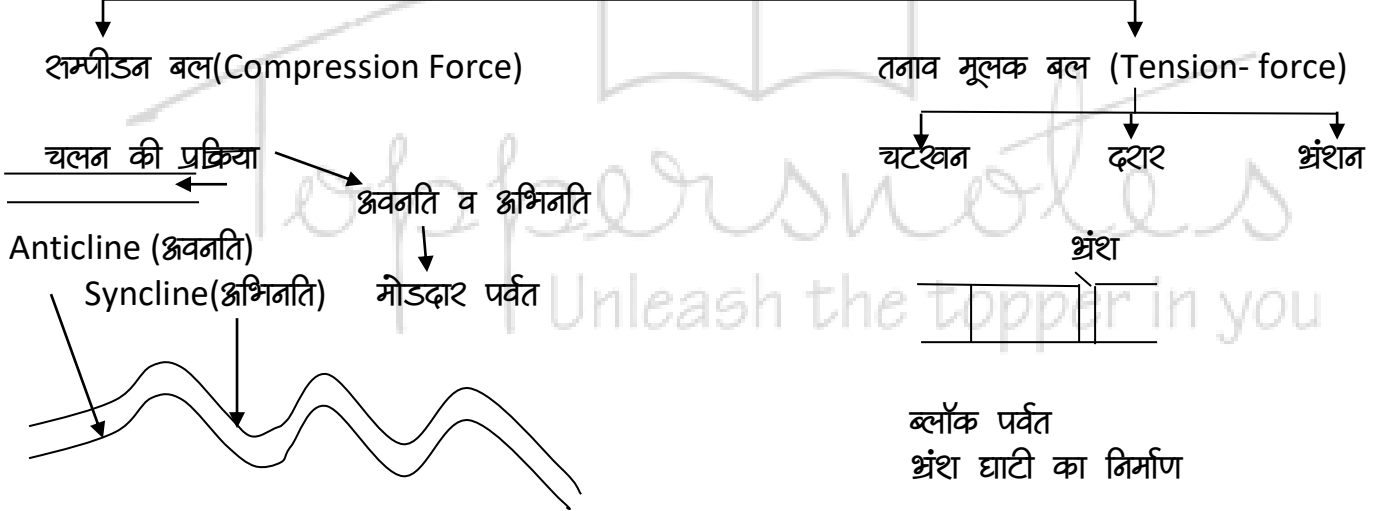 सम्पीडन बल(Compression Force)
तनाव मूलक बल (Tension- force)
चलन की प्रक्रिया
अवनति व अभिनति
चटखन
दरार
भ्रंशन
Anticline (अवनति)
Syncline(अभिनति)
मोडदार पर्वत
भ्रंश
ब्लॉक पर्वत
भ्रंश घाटी का निर्माण
Toppersnotes
Unleash the topper in you